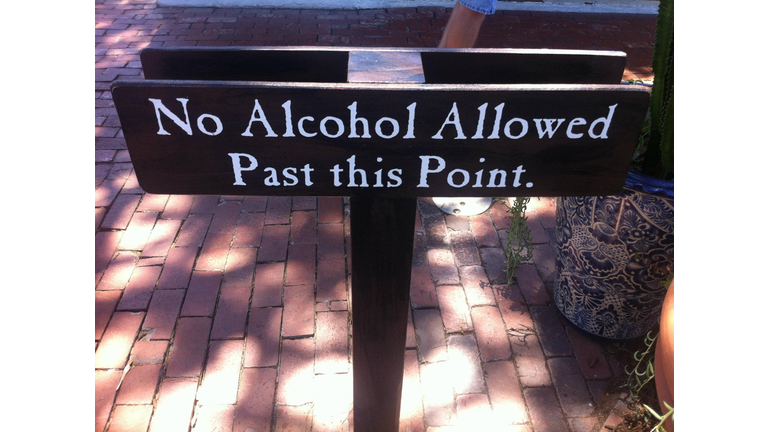 No Alcohol Allowed
Past this Point.